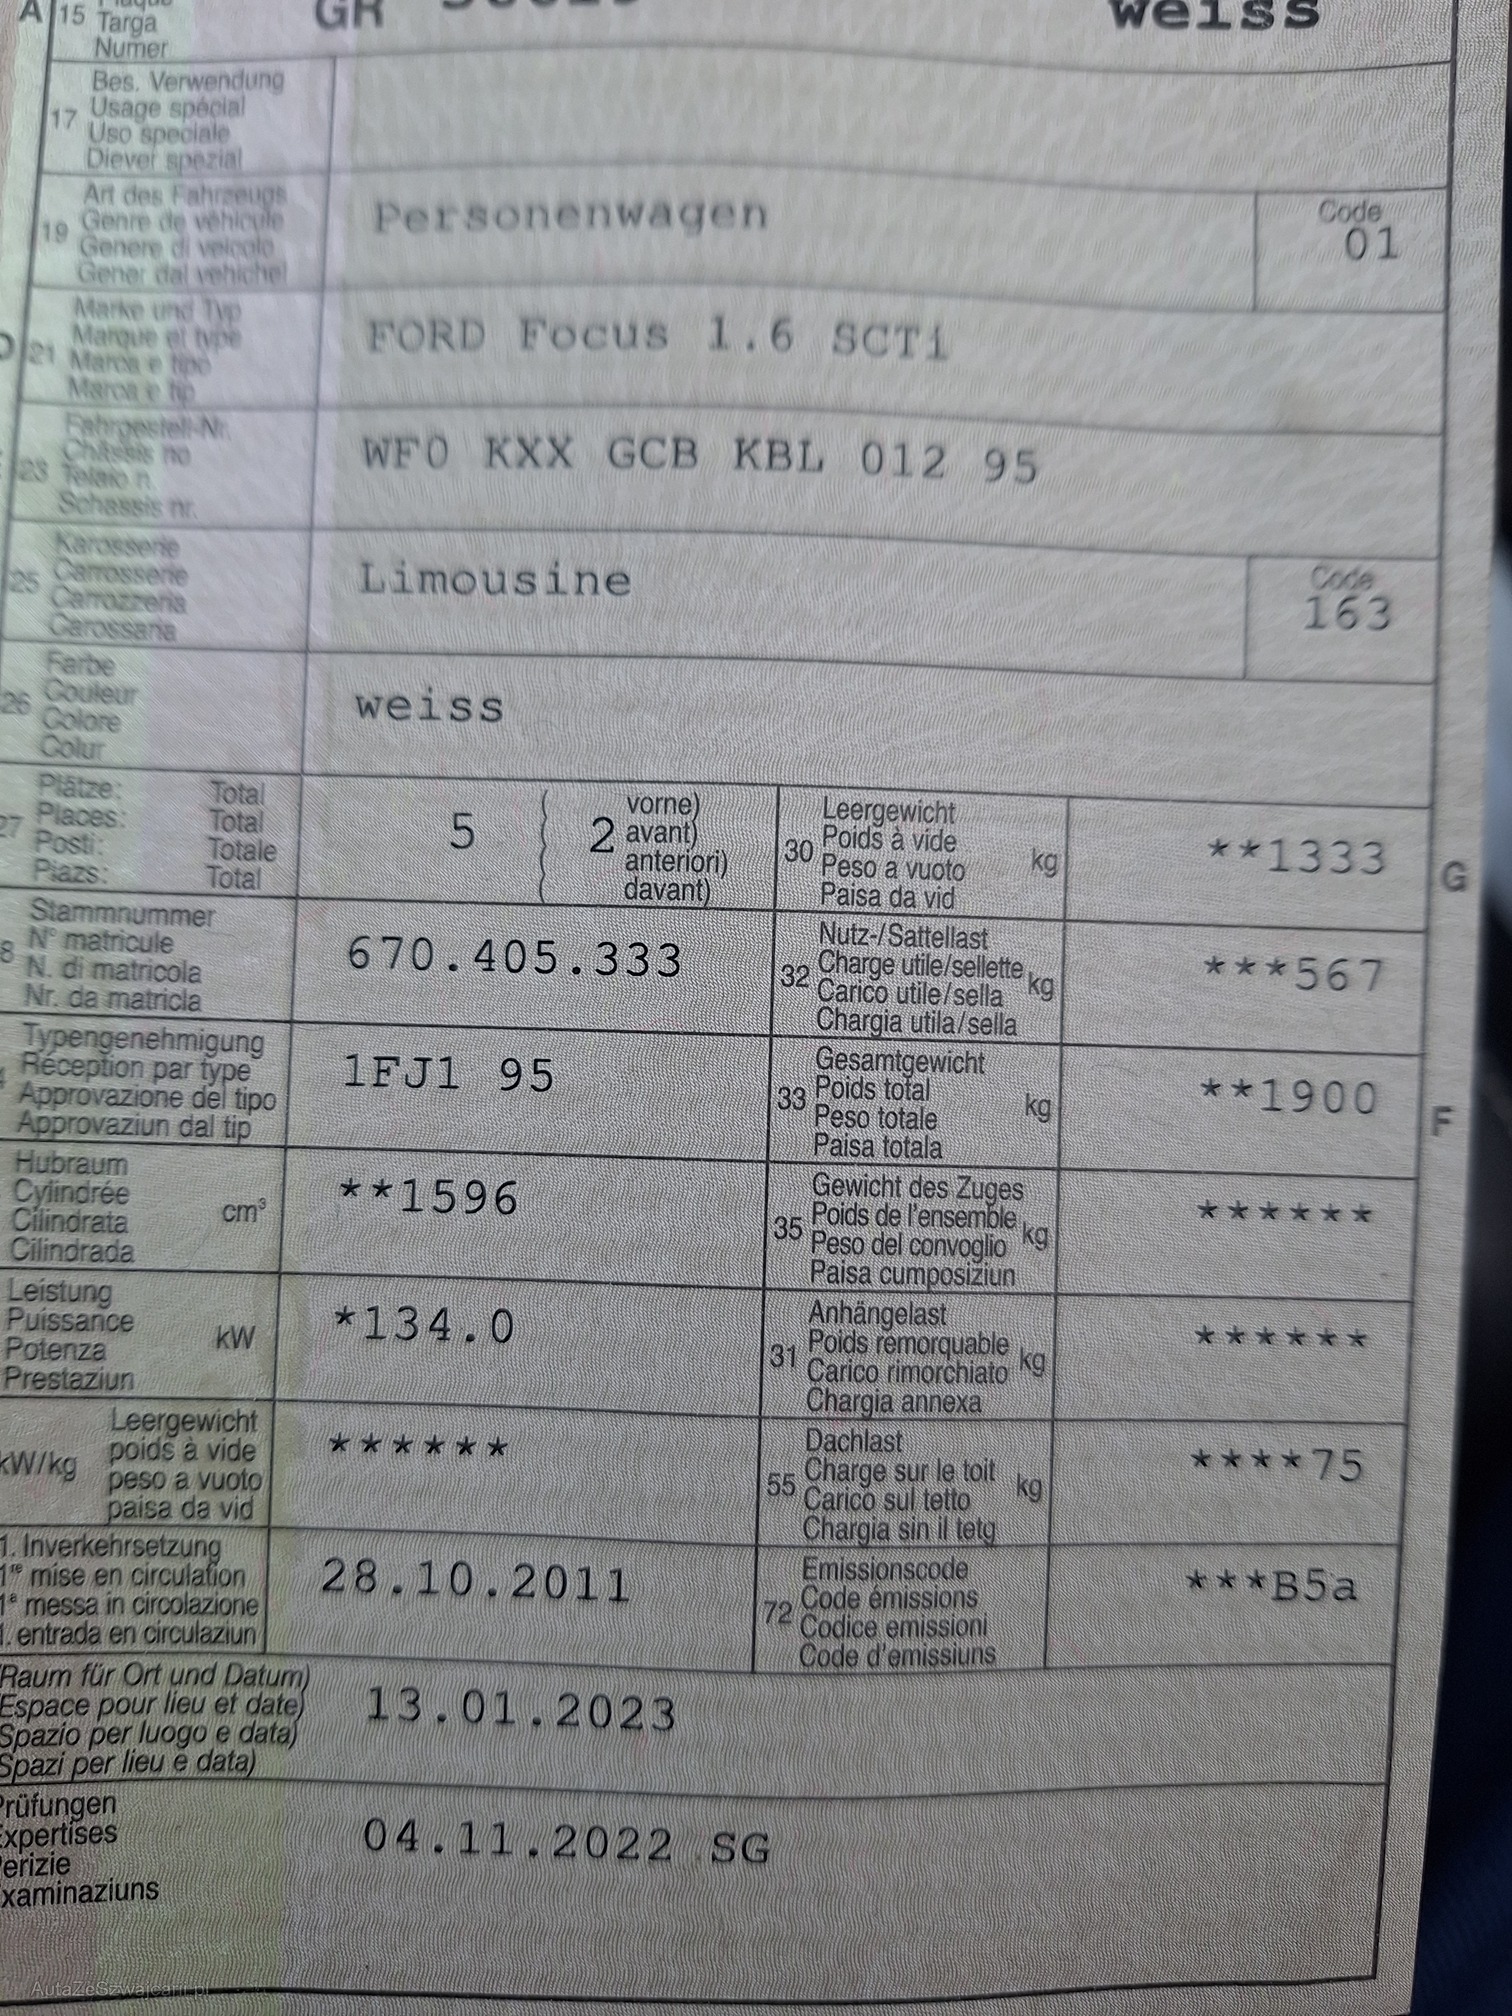 A 15
Targa
Numer
GR
weiss
17
Bes. Verwendung
Usage spécial
Uso speciale
Diever spezial
19
Art des Fahrzeugs
Genre de véhicule
Genere di veicolo
Gener dal vehichel
Personenwagen
Code
01
21
Marke und Typ
Marque et type
Marca e tipo
Marca e tip
FORD Focus 1.6 SCTi
23
Fahrgestell-Nr.
Châssis no
Telaio n.
Schassis nr.
WF0 KXX GCB KBL 012 95
25
Karosserie
Carrosserie
Carrozzeria
Carossaria
Limousine
Code
163
26
Farbe
Couleur
Colore
Colur
weiss
27
Plätze: Total
Places: Total
Posti: Totale
Plazs: Total
5 ( 2
vorne)
avant)
anteriori)
davant)
30
Leergewicht
Poids à vide
Peso a vuoto
Paisa da vid
kg
**1333
G
8
Stammnummer
N° matricule
N. di matricola
Nr. da matricla
670.405.333
32
Nutz-/Sattellast
Charge utile/sellette
Carico utile/sella
Chargia utila/sella
kg
***567
Typengenehmigung
Réception par type
Approvazione del tipo
Approvaziun dal tip
1FJ1 95
33
Gesamtgewicht
Poids total
Peso totale
Paisa totala
kg
**1900
F
Hubraum
Cylindrée
Cilindrata
Cilindrada
cm³
**1596
35
Gewicht des Zuges
Poids de l'ensemble
Peso del convoglio
Paisa cumposiziun
kg
******
Leistung
Puissance
Potenza
Prestaziun
kW
*134.0
31
Anhängelast
Poids remorquable
Carico rimorchiato
Chargia annexa
kg
******
kW/kg
Leergewicht
poids à vide
peso a vuoto
paisa da vid
******
55
Dachlast
Charge sur le toit
Carico sul tetto
Chargia sin il tetg
kg
****75
1. Inverkehrsetzung
1re mise en circulation
1a messa in circolazione
1. entrada en circulaziun
28.10.2011
72
Emissionscode
Code émissions
Codice emissioni
Code d'emissiuns
***B5a
(Raum für Ort und Datum)
Espace pour lieu et date)
Spazio per luogo e data)
Spazi per lieu e data)
13.01.2023
Prüfungen
Expertises
Perizie
Examinaziuns
04.11.2022 SG
AutaZeSzwajcarii.pl